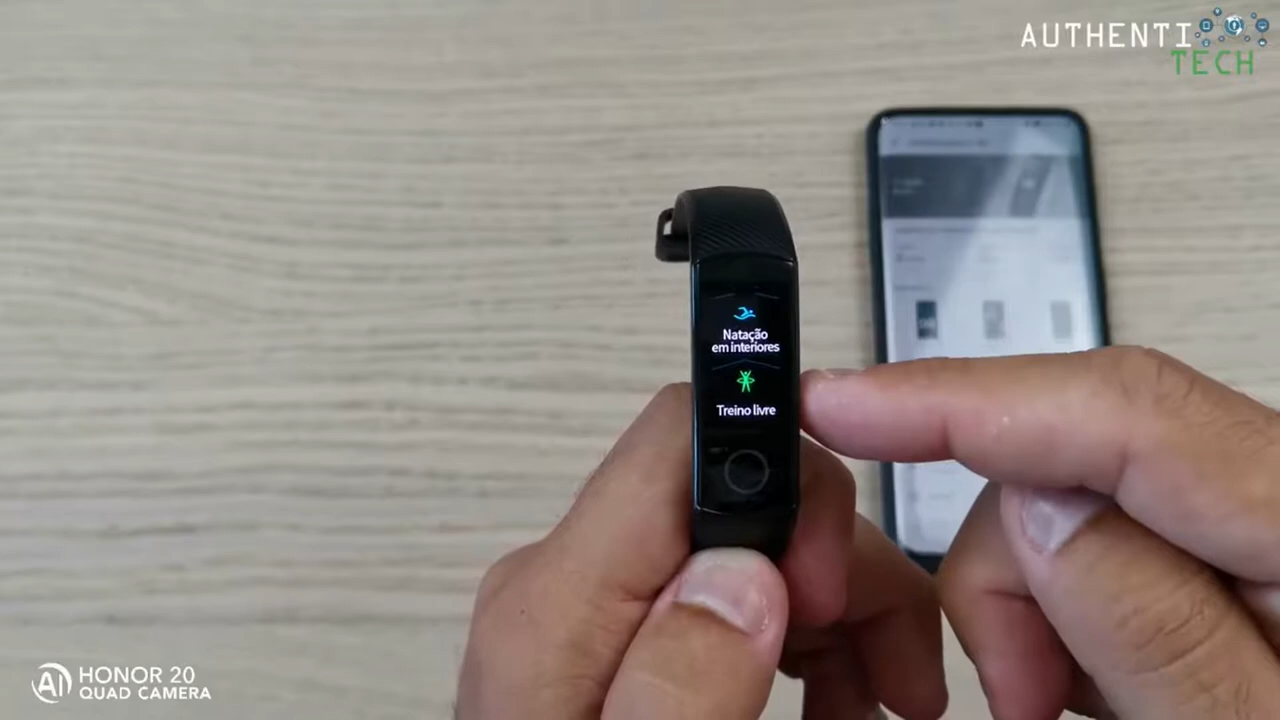 AUTHENTI
TECH
Natação
em interiores
Treino livre
HONOR 20
QUAD CAMERA